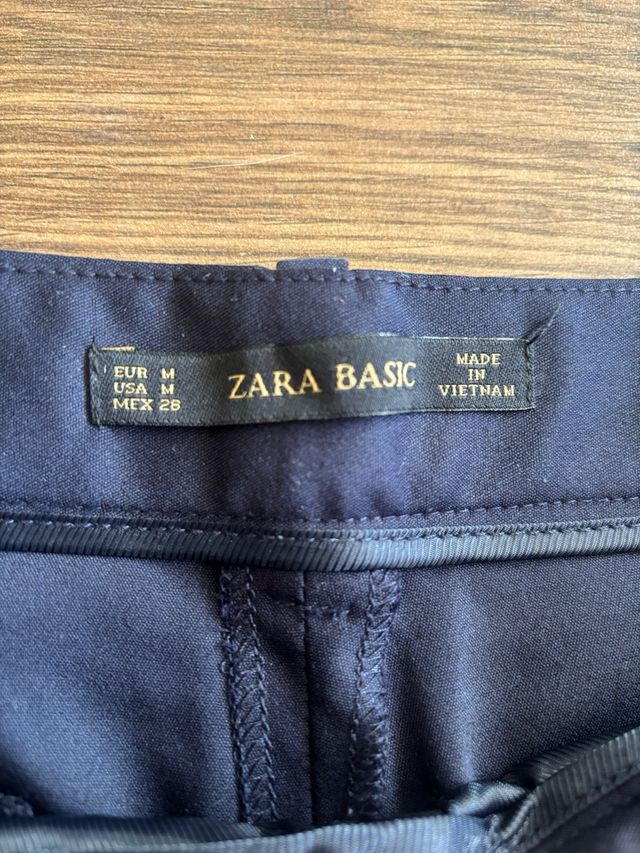 EUR M
USA M
MEX 28
ZARA BASIC
MADE
IN
VIETNAM